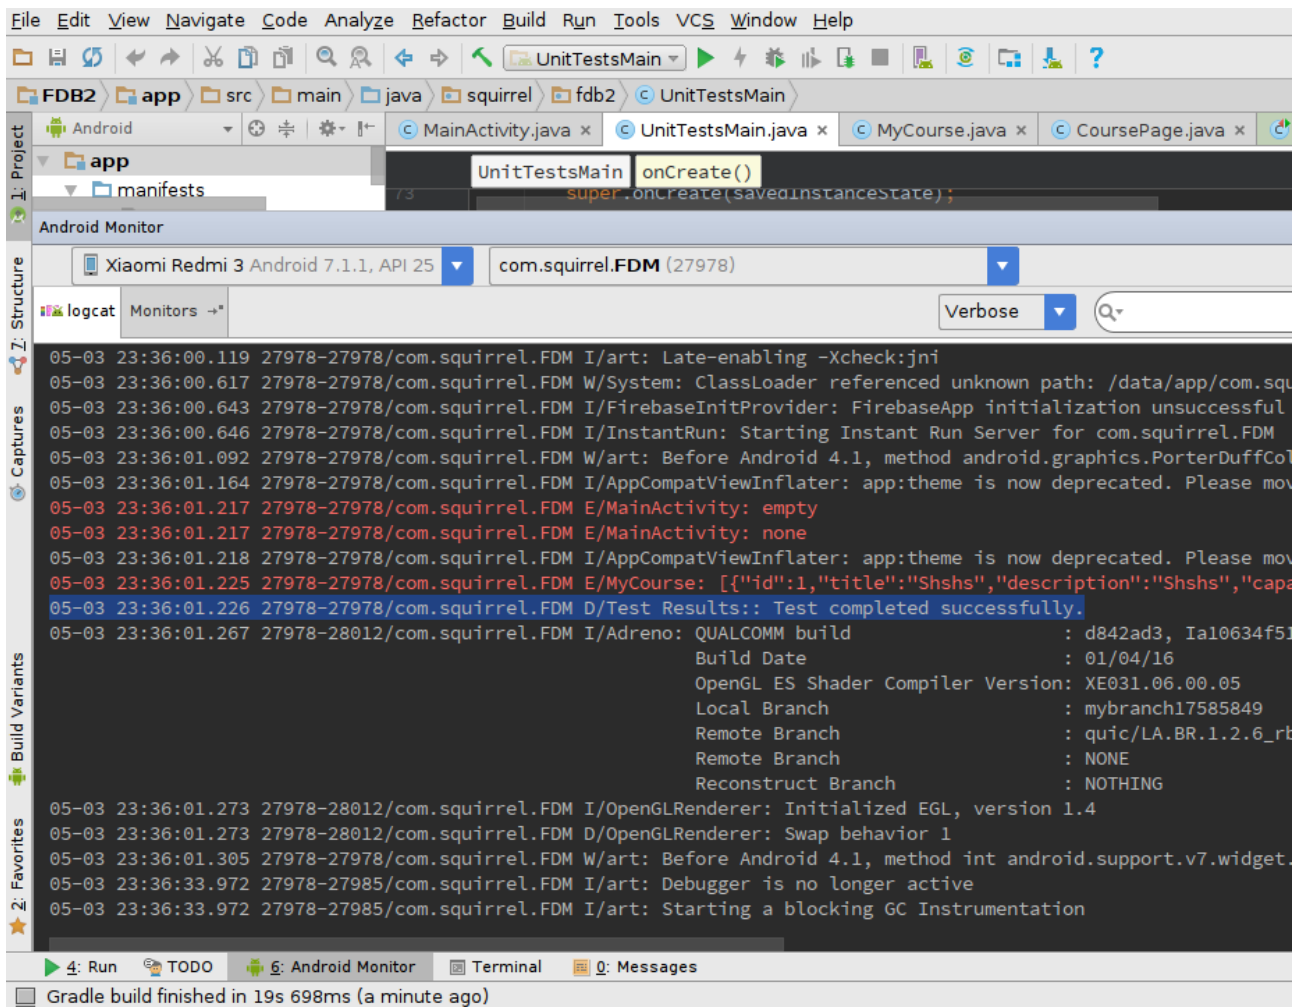 File Edit View Navigate Code Analyze Refactor Build Run Tools VCS Window Help
UnitTestsMain
FDB2 app src main java squirrel fdb2 UnitTestsMain
Android MainActivity.java UnitTestsMain.java MyCourse.java CoursePage.java
1: Project
app
manifests
UnitTestsMain onCreate()
73 super.onCreate(savedInstanceState);
Android Monitor
Xiaomi Redmi 3 Android 7.1.1, API 25 com.squirrel.FDM (27978)
logcat Monitors Verbose
7: Structure
Captures
Build Variants
2: Favorites
05-03 23:36:00.119 27978-27978/com.squirrel.FDM I/art: Late-enabling -Xcheck:jni
05-03 23:36:00.617 27978-27978/com.squirrel.FDM W/System: ClassLoader referenced unknown path: /data/app/com.squ
05-03 23:36:00.643 27978-27978/com.squirrel.FDM I/FirebaseInitProvider: FirebaseApp initialization unsuccessful
05-03 23:36:00.646 27978-27978/com.squirrel.FDM I/InstantRun: Starting Instant Run Server for com.squirrel.FDM
05-03 23:36:01.092 27978-27978/com.squirrel.FDM W/art: Before Android 4.1, method android.graphics.PorterDuffCol
05-03 23:36:01.164 27978-27978/com.squirrel.FDM I/AppCompatViewInflater: app:theme is now deprecated. Please mov
05-03 23:36:01.217 27978-27978/com.squirrel.FDM E/MainActivity: empty
05-03 23:36:01.217 27978-27978/com.squirrel.FDM E/MainActivity: none
05-03 23:36:01.218 27978-27978/com.squirrel.FDM I/AppCompatViewInflater: app:theme is now deprecated. Please mov
05-03 23:36:01.225 27978-27978/com.squirrel.FDM E/MyCourse: [{"id":1,"title":"Shshs","description":"Shshs","capa
05-03 23:36:01.226 27978-27978/com.squirrel.FDM D/Test Results:: Test completed successfully.
05-03 23:36:01.267 27978-28012/com.squirrel.FDM I/Adreno: QUALCOMM build : d842ad3, Ia10634f51
Build Date : 01/04/16
OpenGL ES Shader Compiler Version: XE031.06.00.05
Local Branch : mybranch17585849
Remote Branch : quic/LA.BR.1.2.6_rb
Remote Branch : NONE
Reconstruct Branch : NOTHING
05-03 23:36:01.273 27978-28012/com.squirrel.FDM I/OpenGLRenderer: Initialized EGL, version 1.4
05-03 23:36:01.273 27978-28012/com.squirrel.FDM D/OpenGLRenderer: Swap behavior 1
05-03 23:36:01.305 27978-27978/com.squirrel.FDM W/art: Before Android 4.1, method int android.support.v7.widget.
05-03 23:36:33.972 27978-27985/com.squirrel.FDM I/art: Debugger is no longer active
05-03 23:36:33.972 27978-27985/com.squirrel.FDM I/art: Starting a blocking GC Instrumentation
4: Run TODO 6: Android Monitor Terminal 0: Messages
Gradle build finished in 19s 698ms (a minute ago)